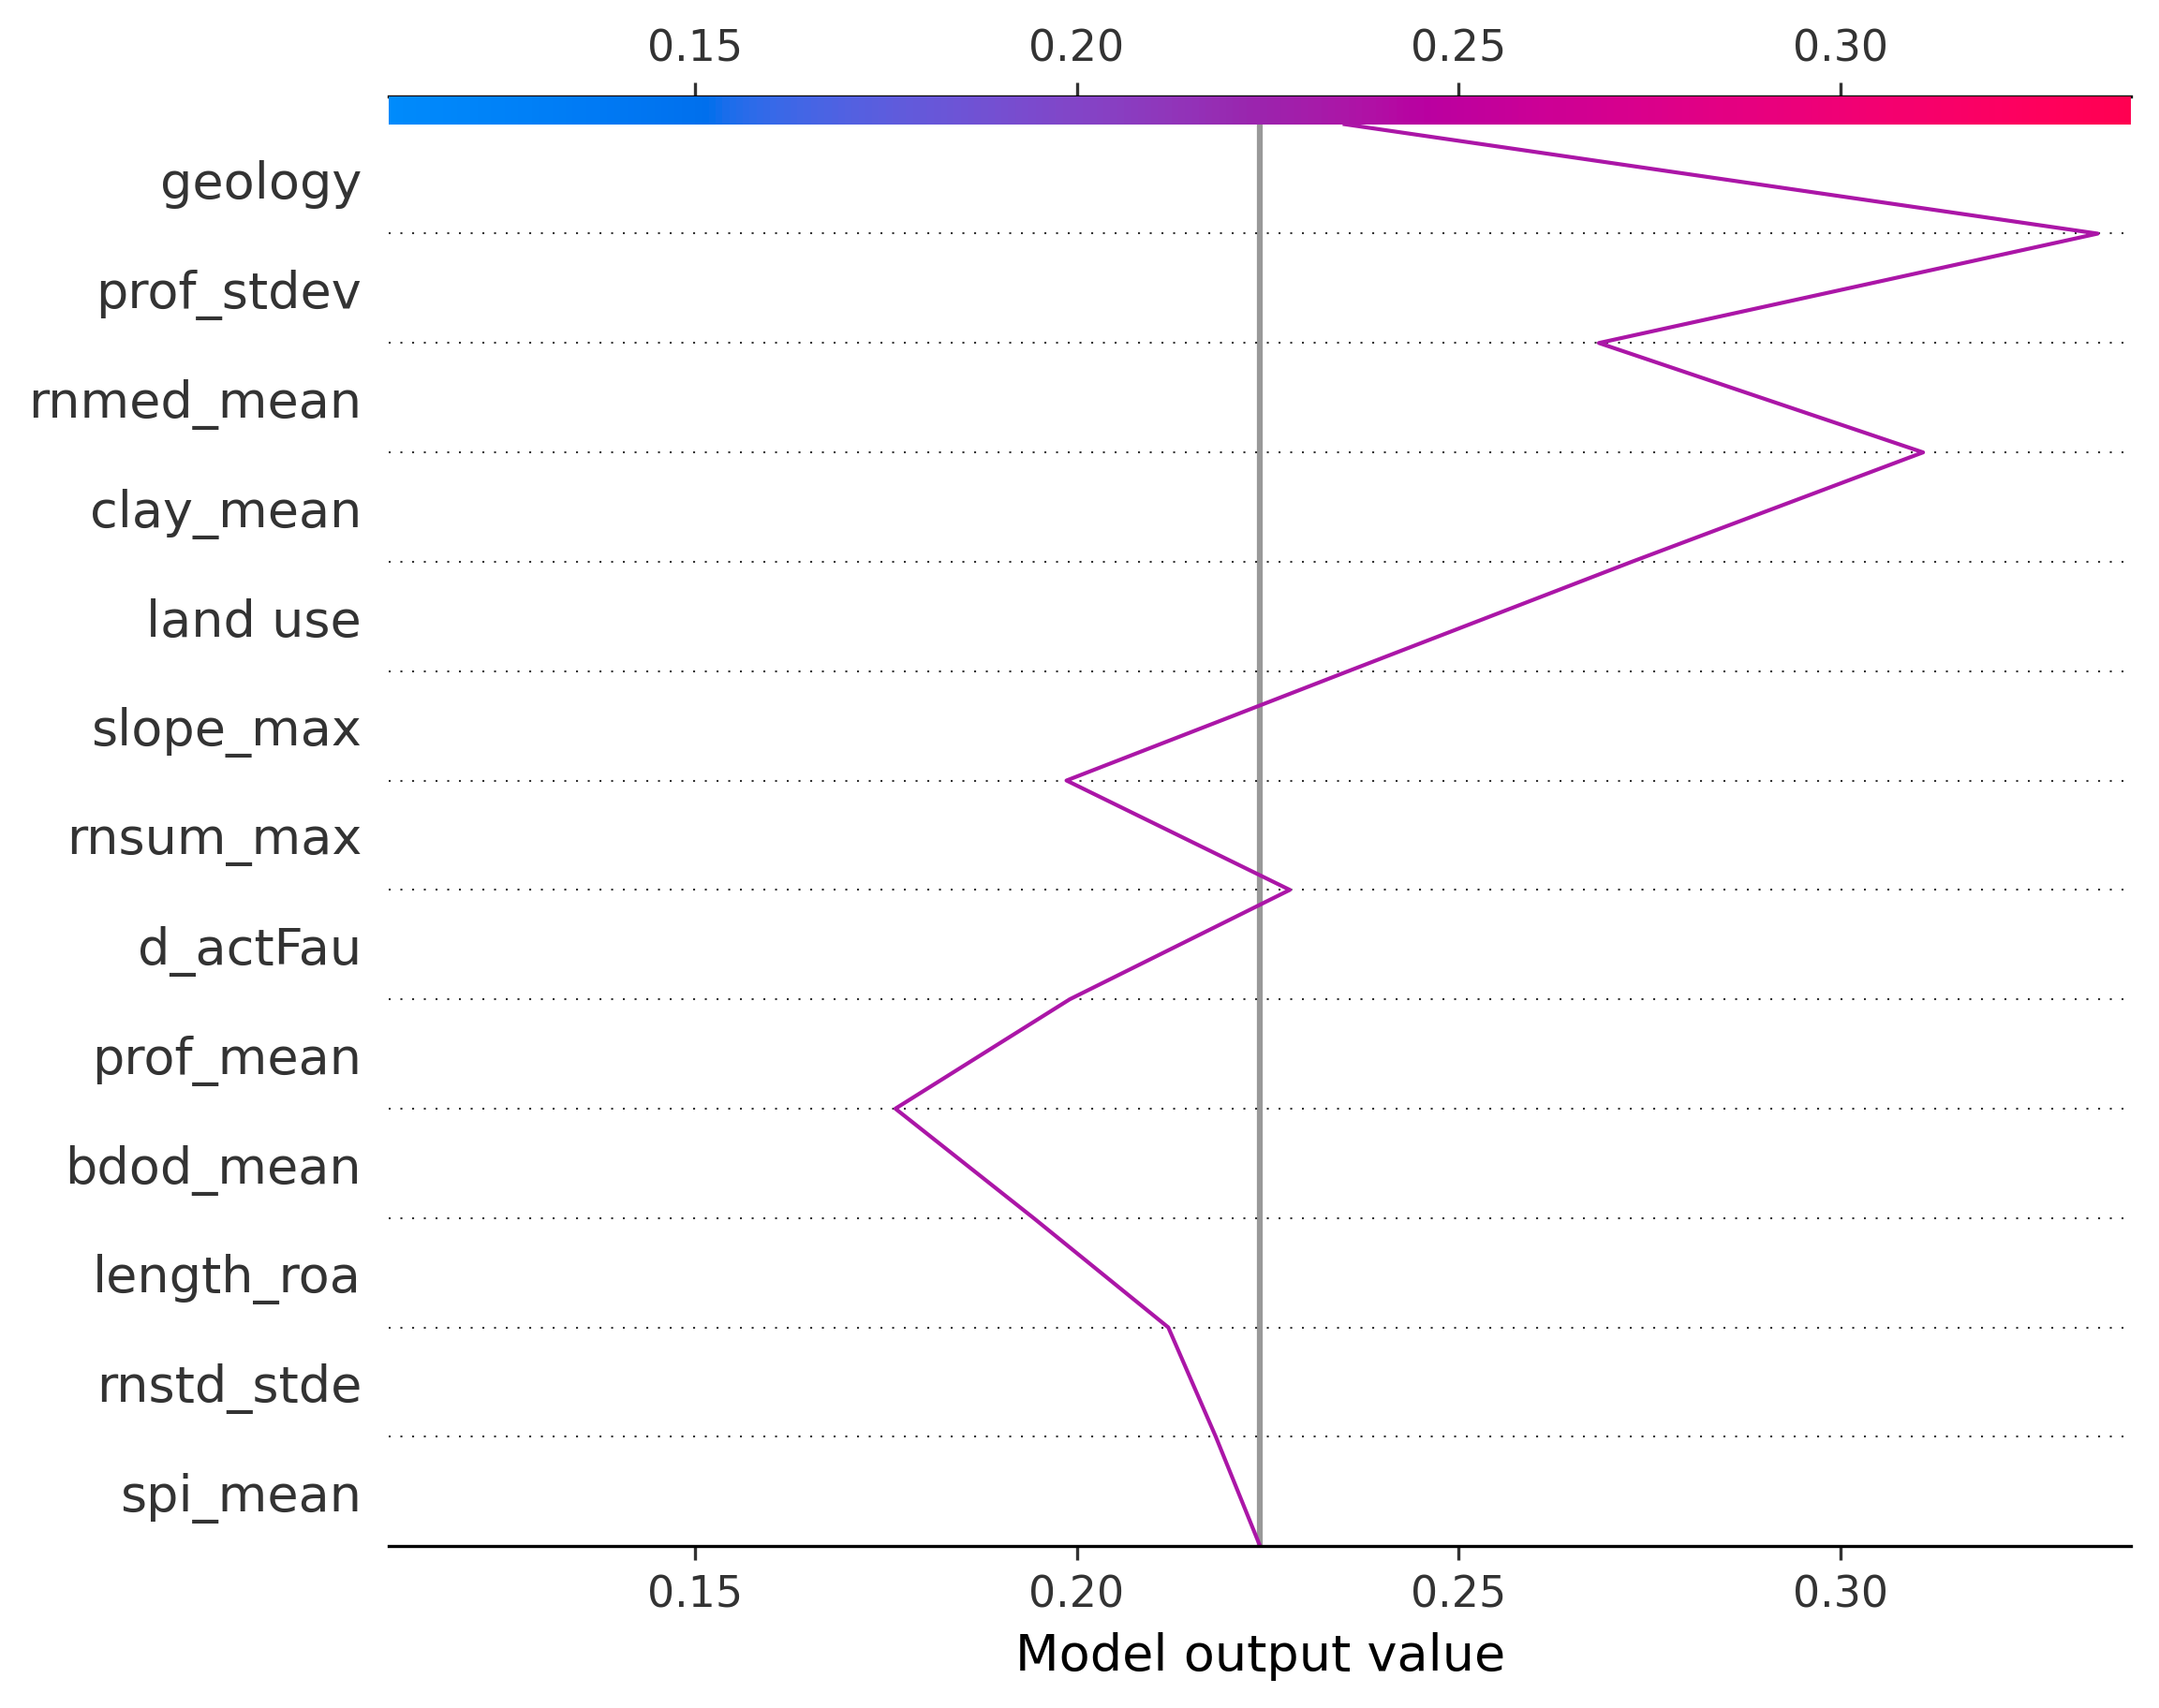 0.15 0.20 0.25 0.30
geology
prof_stdev
rnmed_mean
clay_mean
land use
slope_max
rnsum_max
d_actFau
prof_mean
bdod_mean
length_roa
rnstd_stde
spi_mean
0.15 0.20 0.25 0.30
Model output value